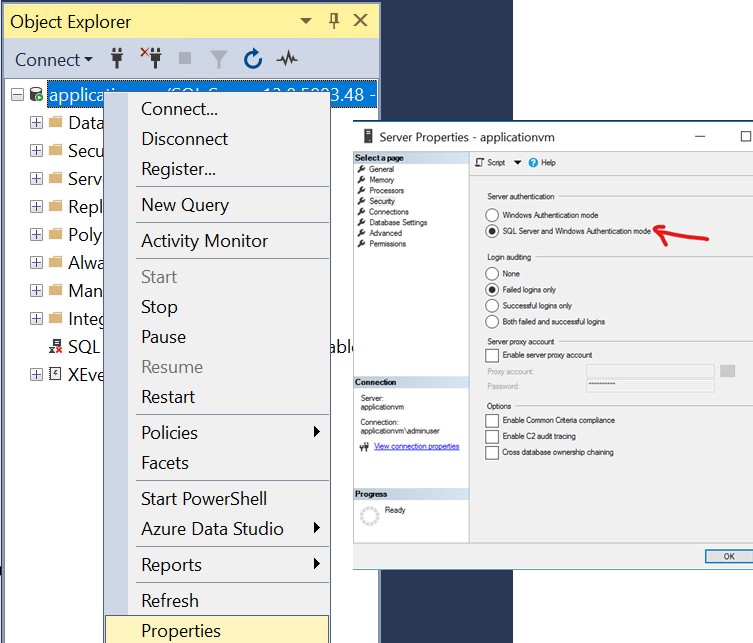 Object Explorer
Connect
SQL Server 13.0.5093.48 -
Connect...
Disconnect
Register...
New Query
Activity Monitor
Start
Stop
Pause
Resume
Restart
Policies
Facets
Start PowerShell
Azure Data Studio
Reports
Refresh
Properties
Data
Secu
Serv
Repl
Poly
Alwa
Man
Integ
SQL
XEve
Server Properties - applicationvm
Select a page
General
Memory
Processors
Security
Connections
Database Settings
Advanced
Permissions
Connection
Server:
applicationvm
Connection:
applicationvm\adminuser
View connection properties
Progress
Ready
Script
Help
Server authentication
Windows Authentication mode
SQL Server and Windows Authentication mode
Login auditing
None
Failed logins only
Successful logins only
Both failed and successful logins
Server proxy account
Enable server proxy account
Proxy account:
Password:
Options
Enable Common Criteria compliance
Enable C2 audit tracing
Cross database ownership chaining
OK